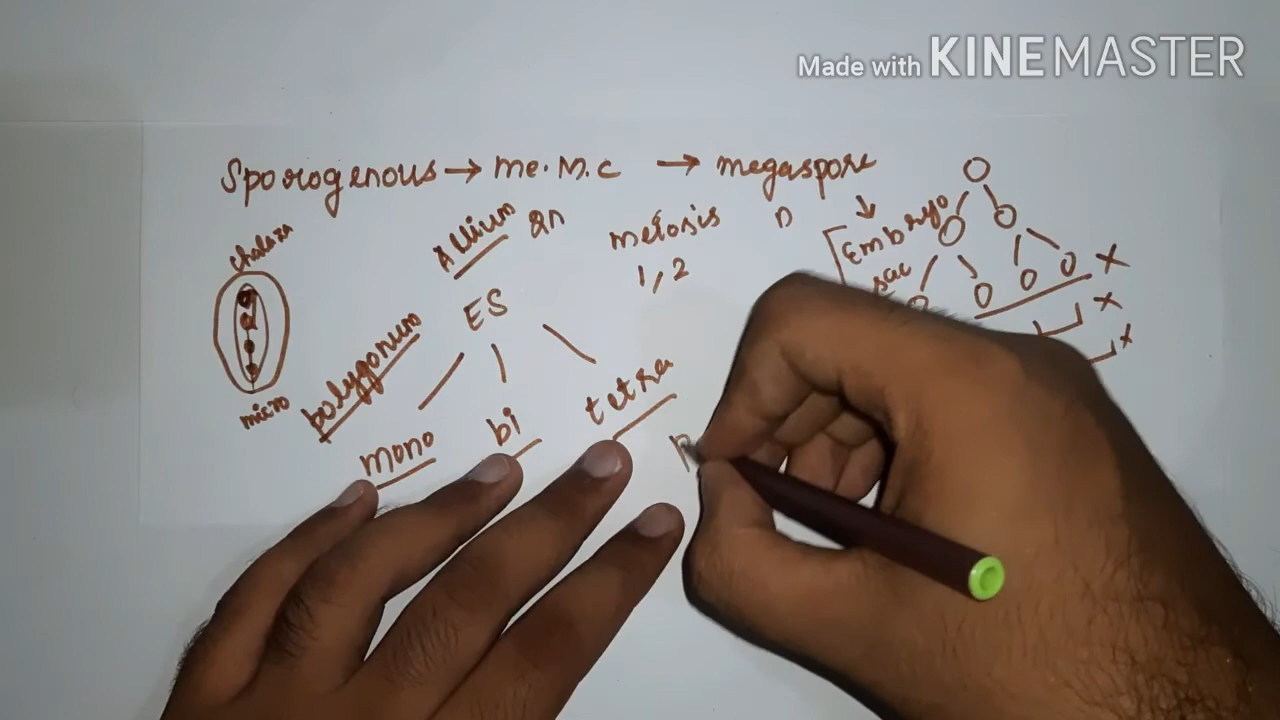 Made with KINEMASTER
Sporogenous → Me.M.C → megaspore
Allium 2n
meiosis
n
1, 2
Embryo
sac
chalaza
micro
ES
polygonum
mono
bi
tetra
P